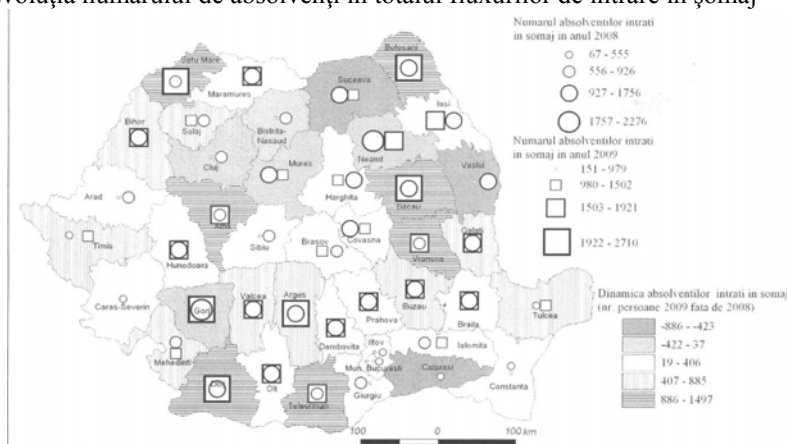 voluția numărului de absolvenți în totalul fluxurilor de intrare în șomaj
Numarul absolventilor intrati
in somaj in anul 2008
67 - 555
556 - 926
927 - 1756
1757 - 2276
Numarul absolventilor intrati
in somaj in anul 2009
151 - 979
980 - 1502
1503 - 1921
1922 - 2710
Dinamica absolventilor intrati in somaj
(nr. persoane 2009 fata de 2008)
-886 - -423
-422 - 37
19 - 406
407 - 885
886 - 1497
Satu Mare
Maramures
Suceava
Botosani
Iasi
Bihor
Salaj
Bistrita-
Nasaud
Cluj
Mures
Neamt
Vaslui
Harghita
Bacau
Arad
Alba
Timis
Hunedoara
Sibiu
Brasov
Covasna
Vrancea
Galati
Caras-Severin
Gorj
Valcea
Arges
Prahova
Buzau
Braila
Tulcea
Dambovita
Mehedinti
Ilfov
Mun. Bucuresti
Ialomita
Calarasi
Constanta
Giurgiu
Dolj
Olt
Teleorman
100 0 100 km